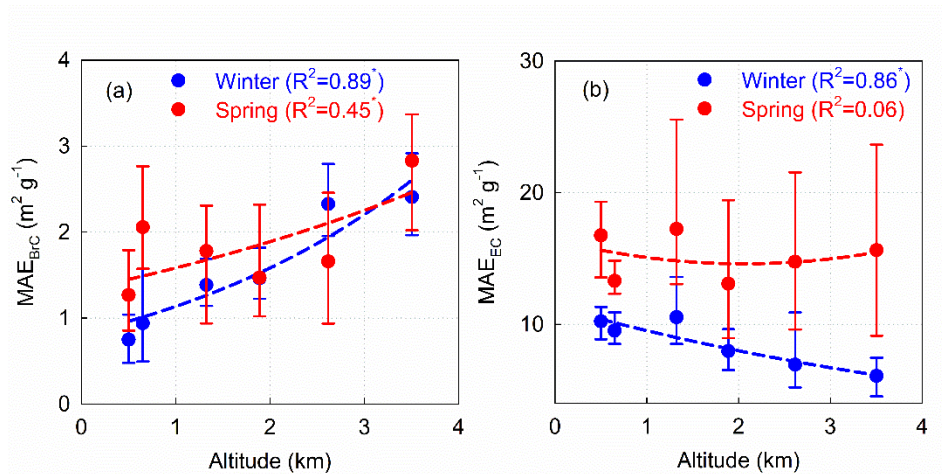 (a)
Winter (R²=0.89*)
Spring (R²=0.45*)
MAE_BrC (m² g⁻¹)
4
3
2
1
0
0 1 2 3 4
Altitude (km)
(b)
Winter (R²=0.86*)
Spring (R²=0.06)
MAE_EC (m² g⁻¹)
30
20
10
0 1 2 3 4
Altitude (km)